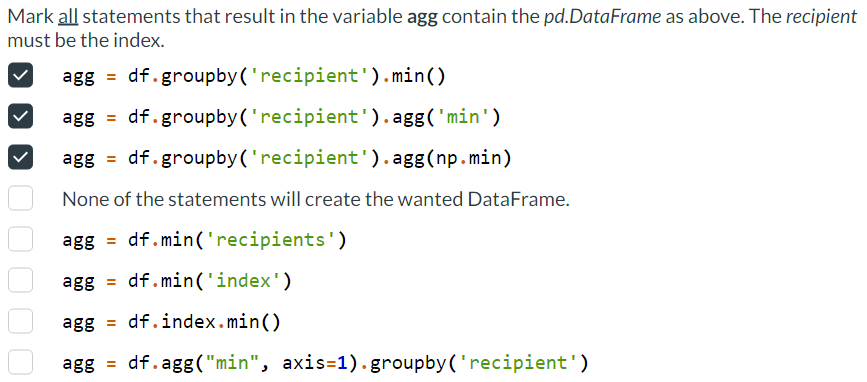 Mark all statements that result in the variable agg contain the pd.DataFrame as above. The recipient
must be the index.
agg = df.groupby('recipient').min()
agg = df.groupby('recipient').agg('min')
agg = df.groupby('recipient').agg(np.min)
None of the statements will create the wanted DataFrame.
agg = df.min('recipients')
agg = df.min('index')
agg = df.index.min()
agg = df.agg("min", axis=1).groupby('recipient')